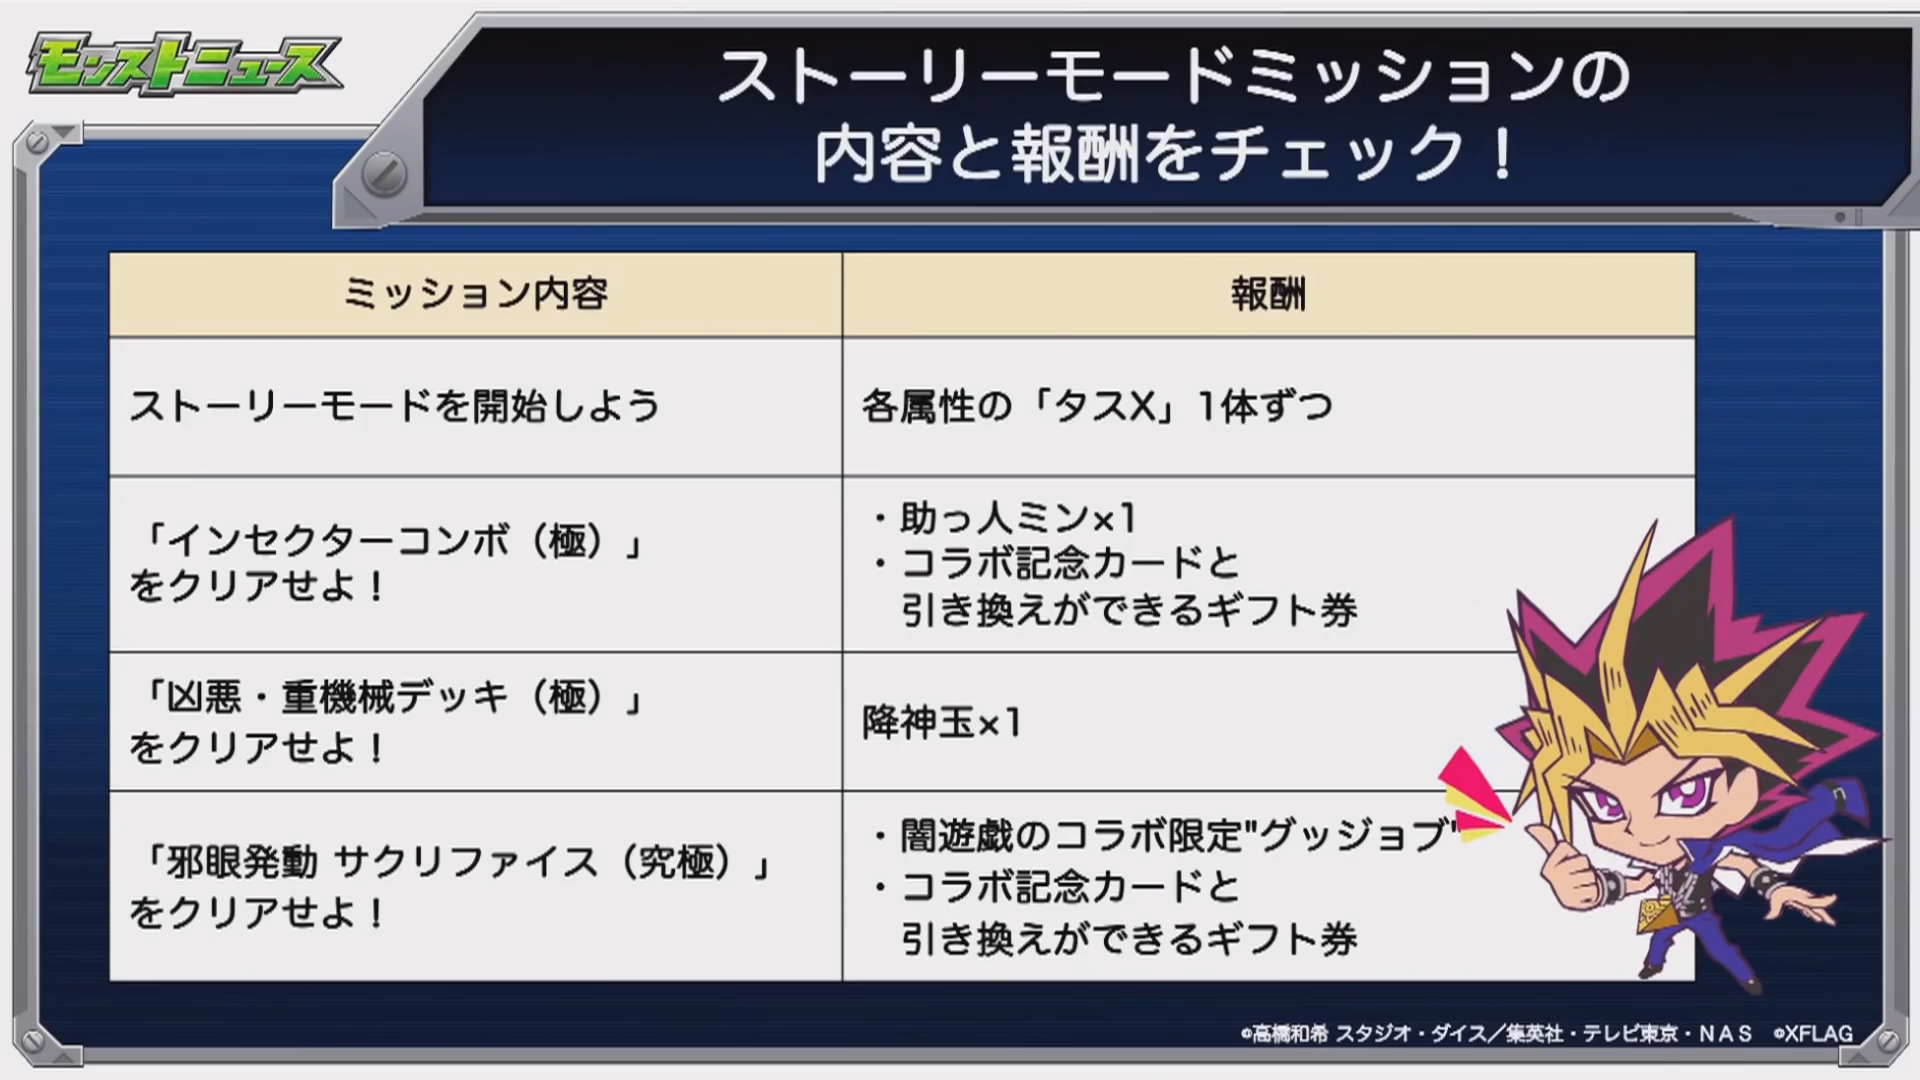 モンストニュース
ストーリーモードミッションの
内容と報酬をチェック！
ミッション内容
報酬
ストーリーモードを開始しよう
各属性の「タスX」1体ずつ
「インセクターコンボ（極）」
をクリアせよ！
・助っ人ミン×1
・コラボ記念カードと
引き換えができるギフト券
「凶悪・重機械デッキ（極）」
をクリアせよ！
降神玉×1
「邪眼発動 サクリファイス（究極）」
をクリアせよ！
・闇遊戯のコラボ限定"グッジョブ"
・コラボ記念カードと
引き換えができるギフト券
©高橋和希 スタジオ・ダイス／集英社・テレビ東京・ＮＡＳ ©XFLAG